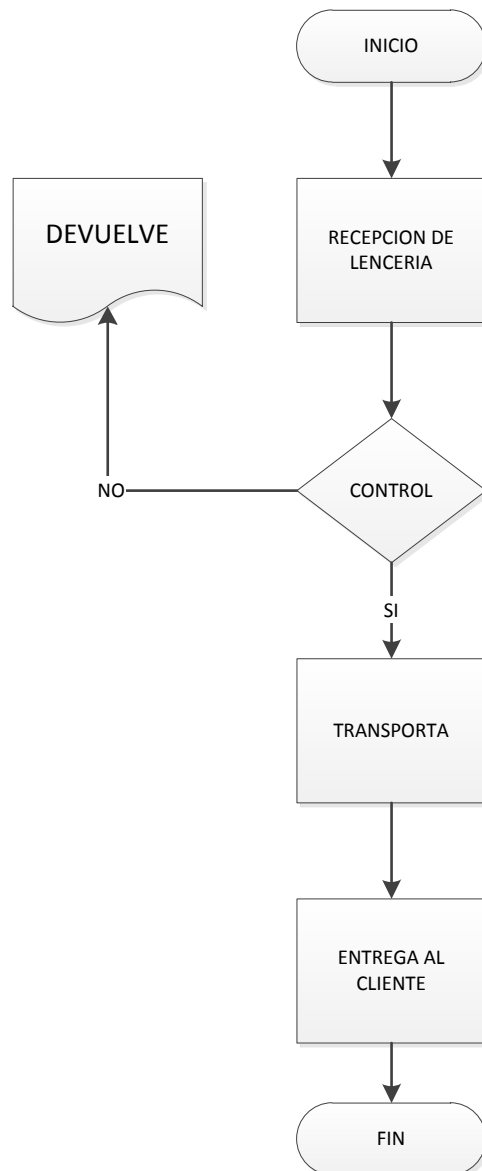 INICIO
DEVUELVE
RECEPCION DE
LENCERIA
CONTROL
NO
SI
TRANSPORTA
ENTREGA AL
CLIENTE
FIN